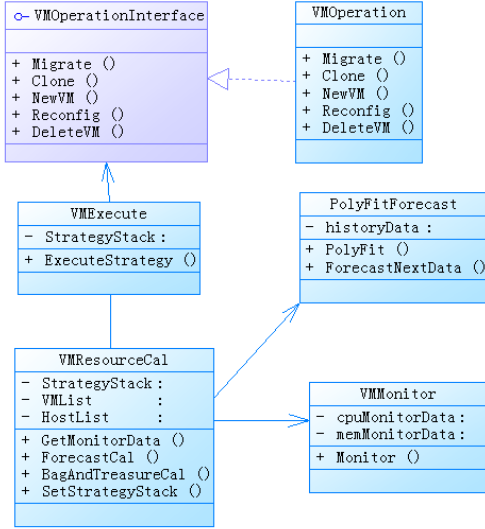 VMOperationInterface
+ Migrate ()
+ Clone ()
+ NewVM ()
+ Reconfig ()
+ DeleteVM ()
VMOperation
+ Migrate ()
+ Clone ()
+ NewVM ()
+ Reconfig ()
+ DeleteVM ()
VMExecute
- StrategyStack :
+ ExecuteStrategy ()
PolyFitForecast
- historyData :
+ PolyFit ()
+ ForecastNextData ()
VMResourceCal
- StrategyStack :
- VMList :
- HostList :
+ GetMonitorData ()
+ ForecastCal ()
+ BagAndTreasureCal ()
+ SetStrategyStack ()
VMMonitor
- cpuMonitorData :
- memMonitorData :
+ Monitor ()